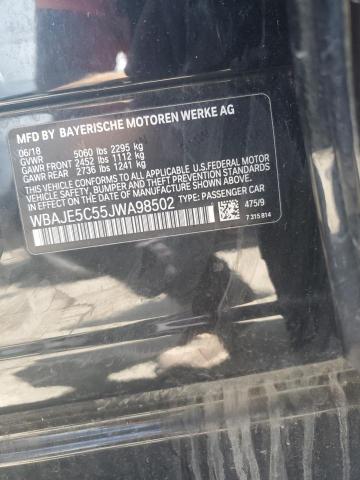 MFD BY BAYERISCHE MOTOREN WERKE AG
06/18
GVWR 5060 lbs 2295 kg
GAWR FRONT 2452 lbs 1112 kg
GAWR REAR 2736 lbs 1241 kg
THIS VEHICLE CONFORMS TO ALL APPLICABLE U.S. FEDERAL MOTOR
VEHICLE SAFETY, BUMPER, AND THEFT PREVENTION STANDARDS IN EFFECT ON THE
DATE OF MANUFACTURE SHOWN ABOVE.
WBAJE5C55JWA98502 TYPE: PASSENGER CAR
475/9
7 315 814